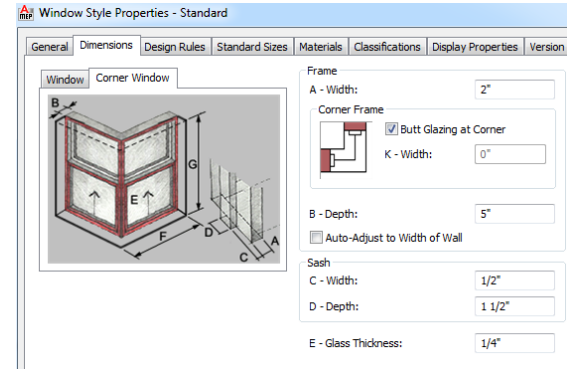 MEP Window Style Properties - Standard
General Dimensions Design Rules Standard Sizes Materials Classifications Display Properties Version
Window Corner Window
B
G
E
F
D
C
A
Frame
A - Width: 2"
Corner Frame
Butt Glazing at Corner
K - Width: 0"
B - Depth: 5"
Auto-Adjust to Width of Wall
Sash
C - Width: 1/2"
D - Depth: 1 1/2"
E - Glass Thickness: 1/4"